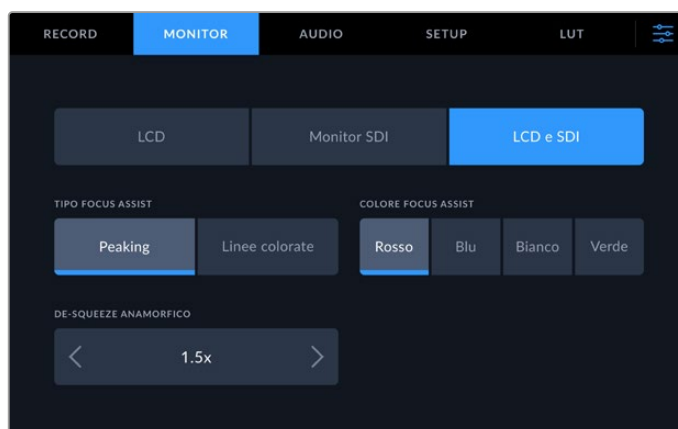 RECORD MONITOR AUDIO SETUP LUT
LCD Monitor SDI LCD e SDI
TIPO FOCUS ASSIST COLORE FOCUS ASSIST
Peaking Linee colorate Rosso Blu Bianco Verde
DE-SQUEEZE ANAMORFICO
1.5x